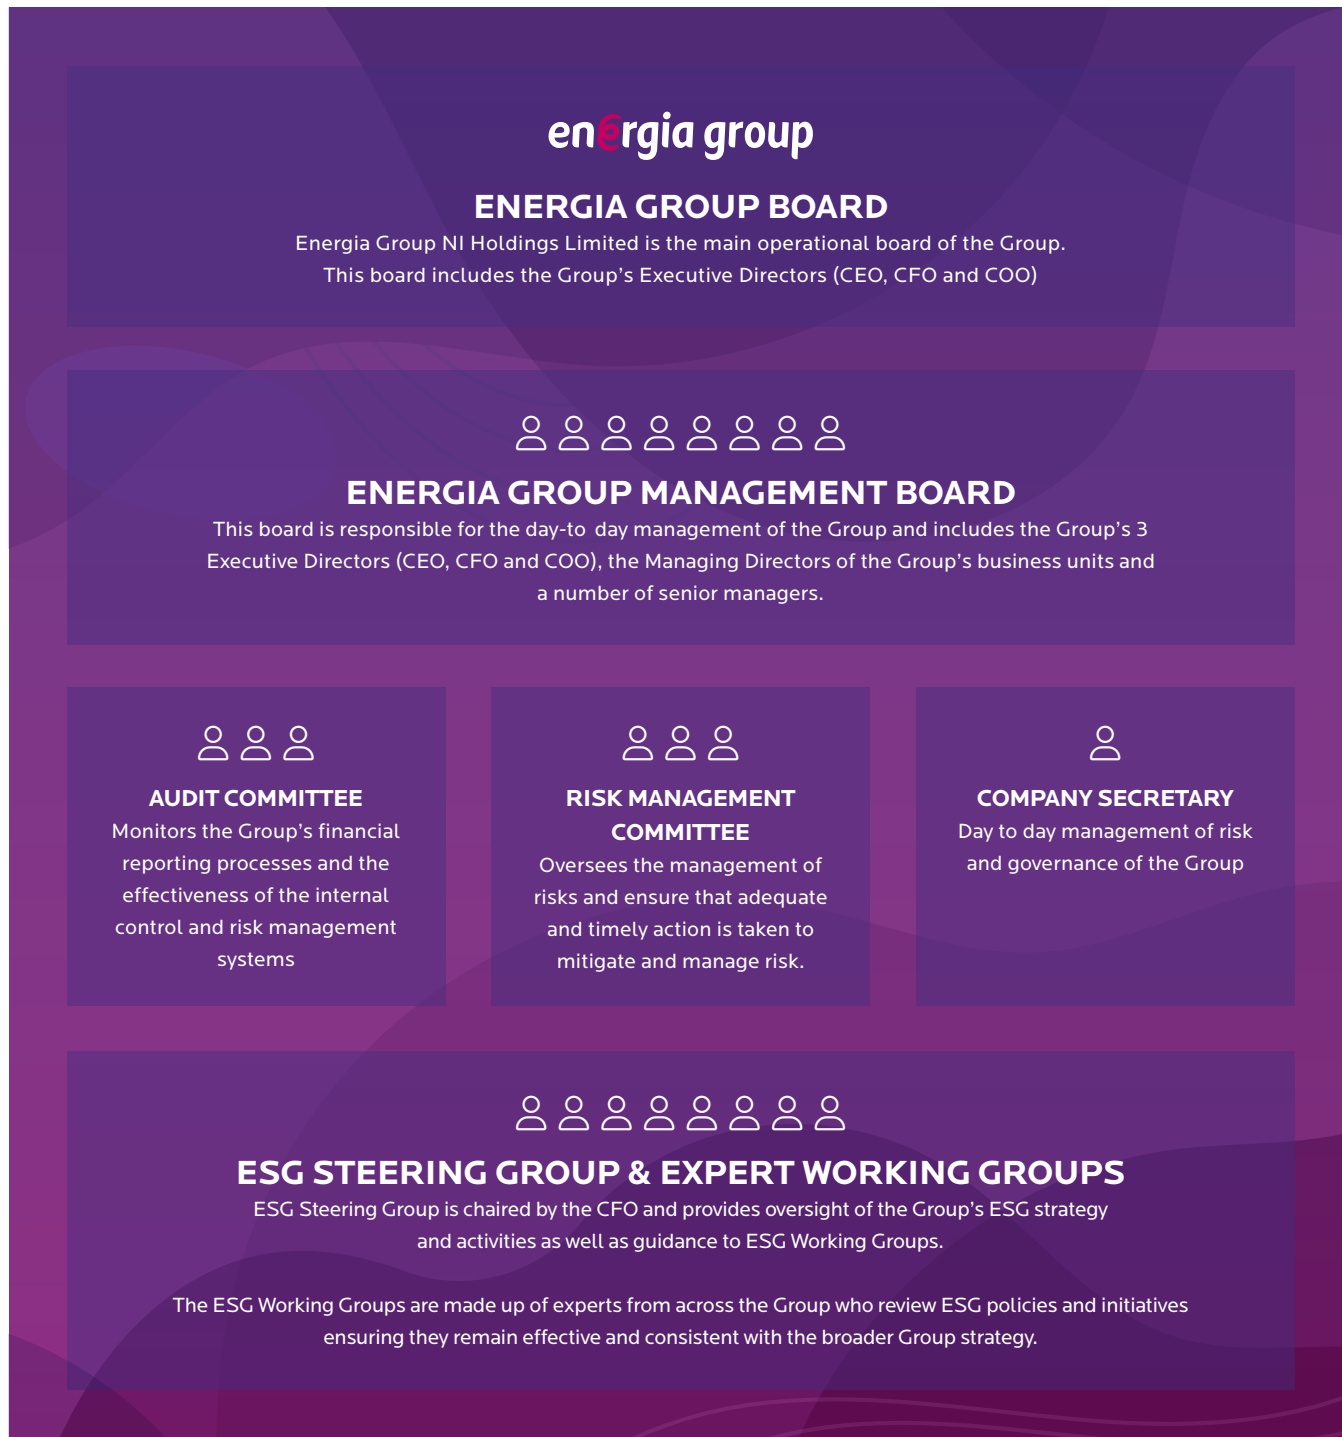 energia group
ENERGIA GROUP BOARD
Energia Group NI Holdings Limited is the main operational board of the Group.
This board includes the Group’s Executive Directors (CEO, CFO and COO)
ENERGIA GROUP MANAGEMENT BOARD
This board is responsible for the day-to day management of the Group and includes the Group’s 3
Executive Directors (CEO, CFO and COO), the Managing Directors of the Group’s business units and
a number of senior managers.
AUDIT COMMITTEE
Monitors the Group’s financial
reporting processes and the
effectiveness of the internal
control and risk management
systems
RISK MANAGEMENT
COMMITTEE
Oversees the management of
risks and ensure that adequate
and timely action is taken to
mitigate and manage risk.
COMPANY SECRETARY
Day to day management of risk
and governance of the Group
ESG STEERING GROUP & EXPERT WORKING GROUPS
ESG Steering Group is chaired by the CFO and provides oversight of the Group’s ESG strategy
and activities as well as guidance to ESG Working Groups.
The ESG Working Groups are made up of experts from across the Group who review ESG policies and initiatives
ensuring they remain effective and consistent with the broader Group strategy.